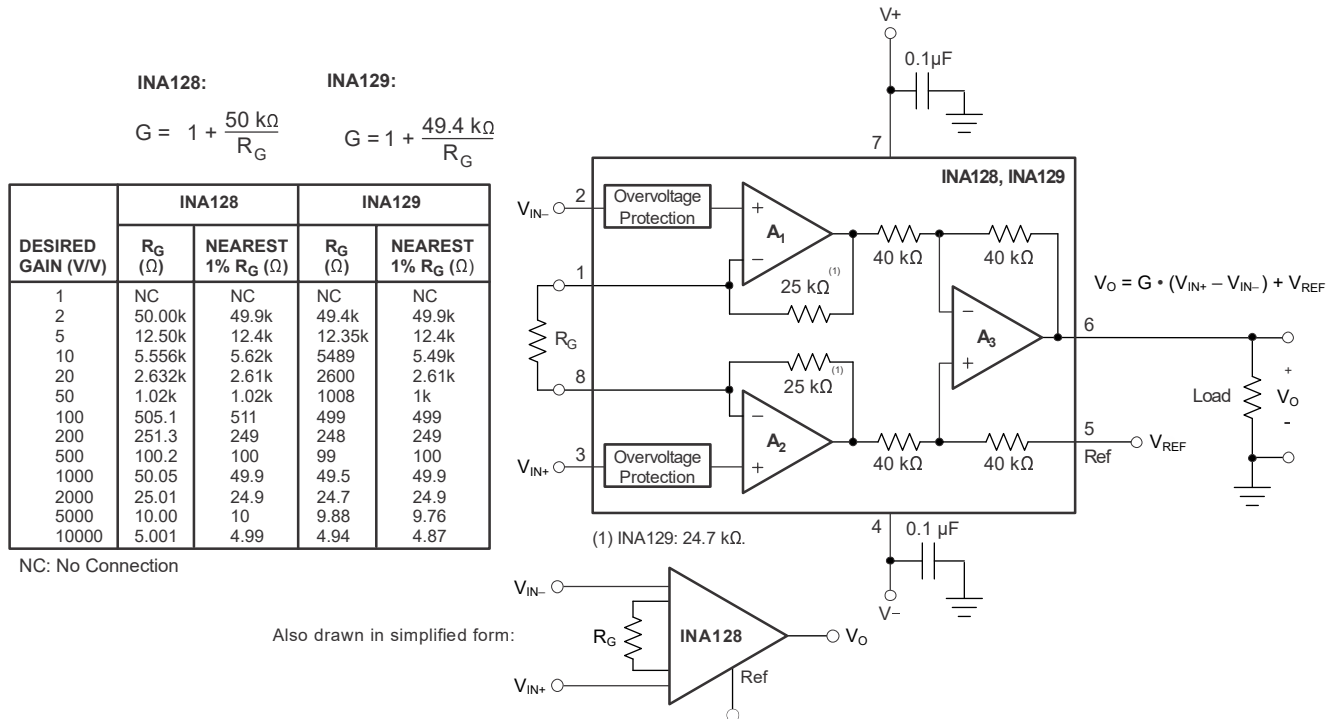 INA128:
INA129:
G = 1 + 50 kΩ / R_G
G = 1 + 49.4 kΩ / R_G
INA128 INA129
DESIRED GAIN (V/V) R_G (Ω) NEAREST 1% R_G (Ω) R_G (Ω) NEAREST 1% R_G (Ω)
1 NC NC NC NC
2 50.00k 49.9k 49.4k 49.9k
5 12.50k 12.4k 12.35k 12.4k
10 5.556k 5.62k 5489 5.49k
20 2.632k 2.61k 2600 2.61k
50 1.02k 1.02k 1008 1k
100 505.1 511 499 499
200 251.3 249 248 249
500 100.2 100 99 100
1000 50.05 49.9 49.5 49.9
2000 25.01 24.9 24.7 24.9
5000 10.00 10 9.88 9.76
10000 5.001 4.99 4.94 4.87
NC: No Connection
V+
0.1µF
7
INA128, INA129
V_IN– 2 Overvoltage
Protection
+
A_1
–
40 kΩ
40 kΩ
1
25 kΩ (1)
V_O = G • (V_IN+ – V_IN–) + V_REF
R_G
–
A_3
+
6
8
25 kΩ (1)
–
A_2
+
Load
+
V_O
-
V_IN+ 3 Overvoltage
Protection
40 kΩ
40 kΩ
5
Ref
V_REF
4
0.1 µF
V–
(1) INA129: 24.7 kΩ.
Also drawn in simplified form:
V_IN–
R_G
INA128
V_O
V_IN+
Ref